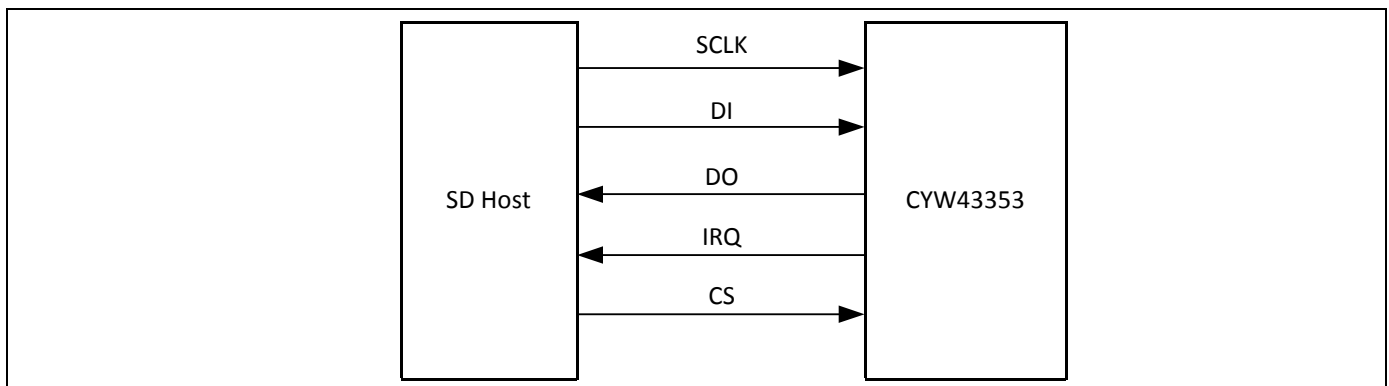 SCLK
DI
DO
SD Host
CYW43353
IRQ
CS